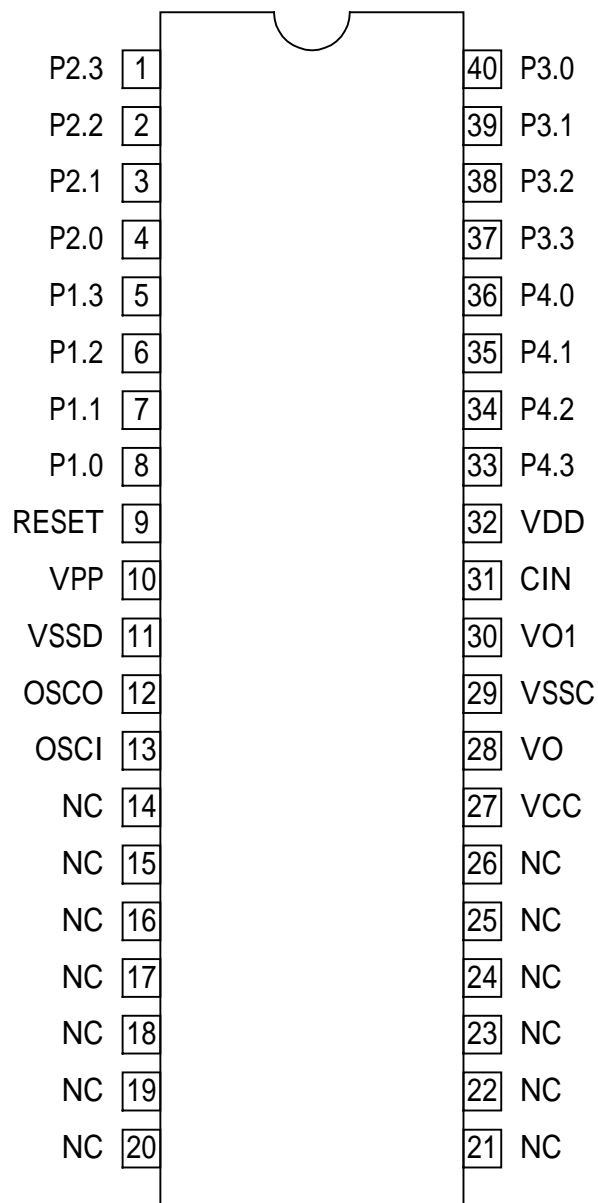 P2.3 1 40 P3.0
P2.2 2 39 P3.1
P2.1 3 38 P3.2
P2.0 4 37 P3.3
P1.3 5 36 P4.0
P1.2 6 35 P4.1
P1.1 7 34 P4.2
P1.0 8 33 P4.3
RESET 9 32 VDD
VPP 10 31 CIN
VSSD 11 30 VO1
OSCO 12 29 VSSC
OSCI 13 28 VO
NC 14 27 VCC
NC 15 26 NC
NC 16 25 NC
NC 17 24 NC
NC 18 23 NC
NC 19 22 NC
NC 20 21 NC